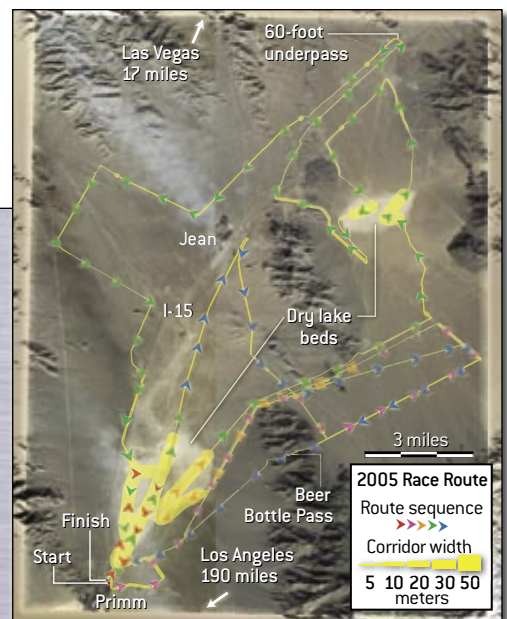 Las Vegas
17 miles
60-foot
underpass
Jean
I-15
Dry lake
beds
3 miles
Beer
Bottle Pass
Finish
Start
Primm
Los Angeles
190 miles
2005 Race Route
Route sequence
Corridor width
5 10 20 30 50
meters